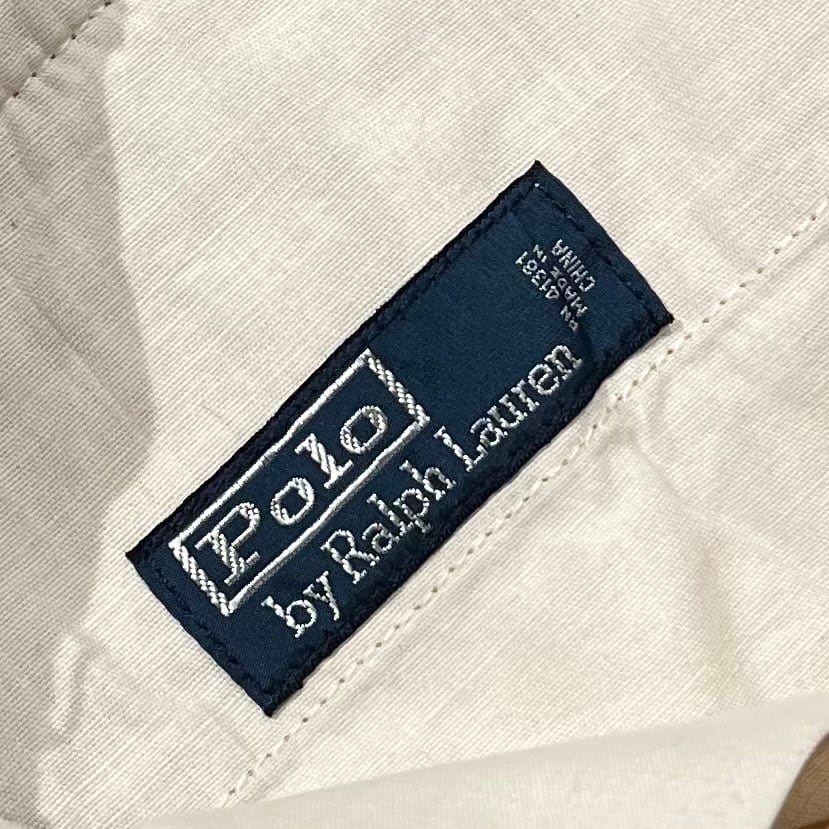 Polo
by Ralph Lauren
RN 41381
MADE IN
CHINA